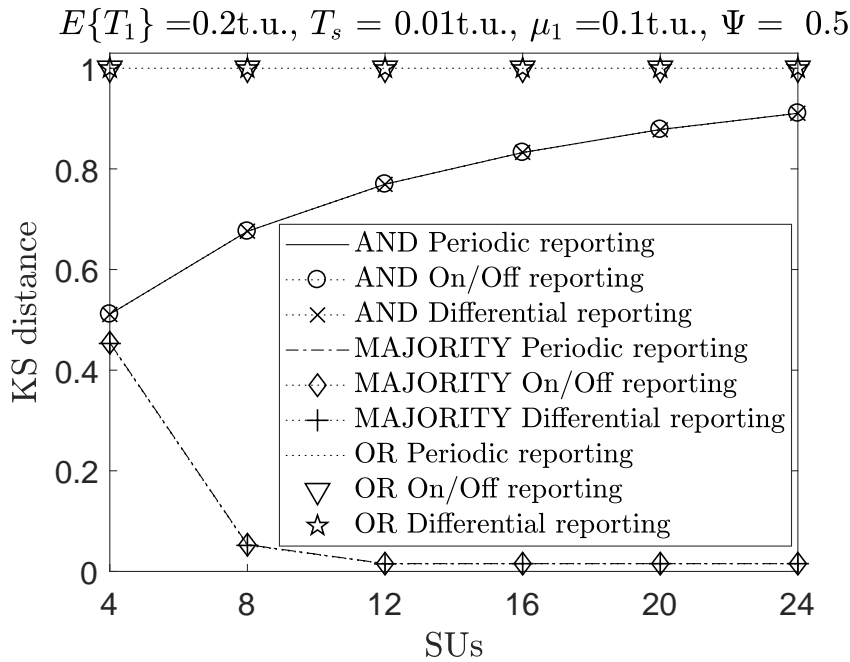 E{T₁} =0.2t.u., Tₛ = 0.01t.u., μ₁ =0.1t.u., Ψ = 0.5
1
0.8
0.6
0.4
0.2
0
KS distance
AND Periodic reporting
AND On/Off reporting
AND Differential reporting
MAJORITY Periodic reporting
MAJORITY On/Off reporting
MAJORITY Differential reporting
OR Periodic reporting
OR On/Off reporting
OR Differential reporting
4 8 12 16 20 24
SUs